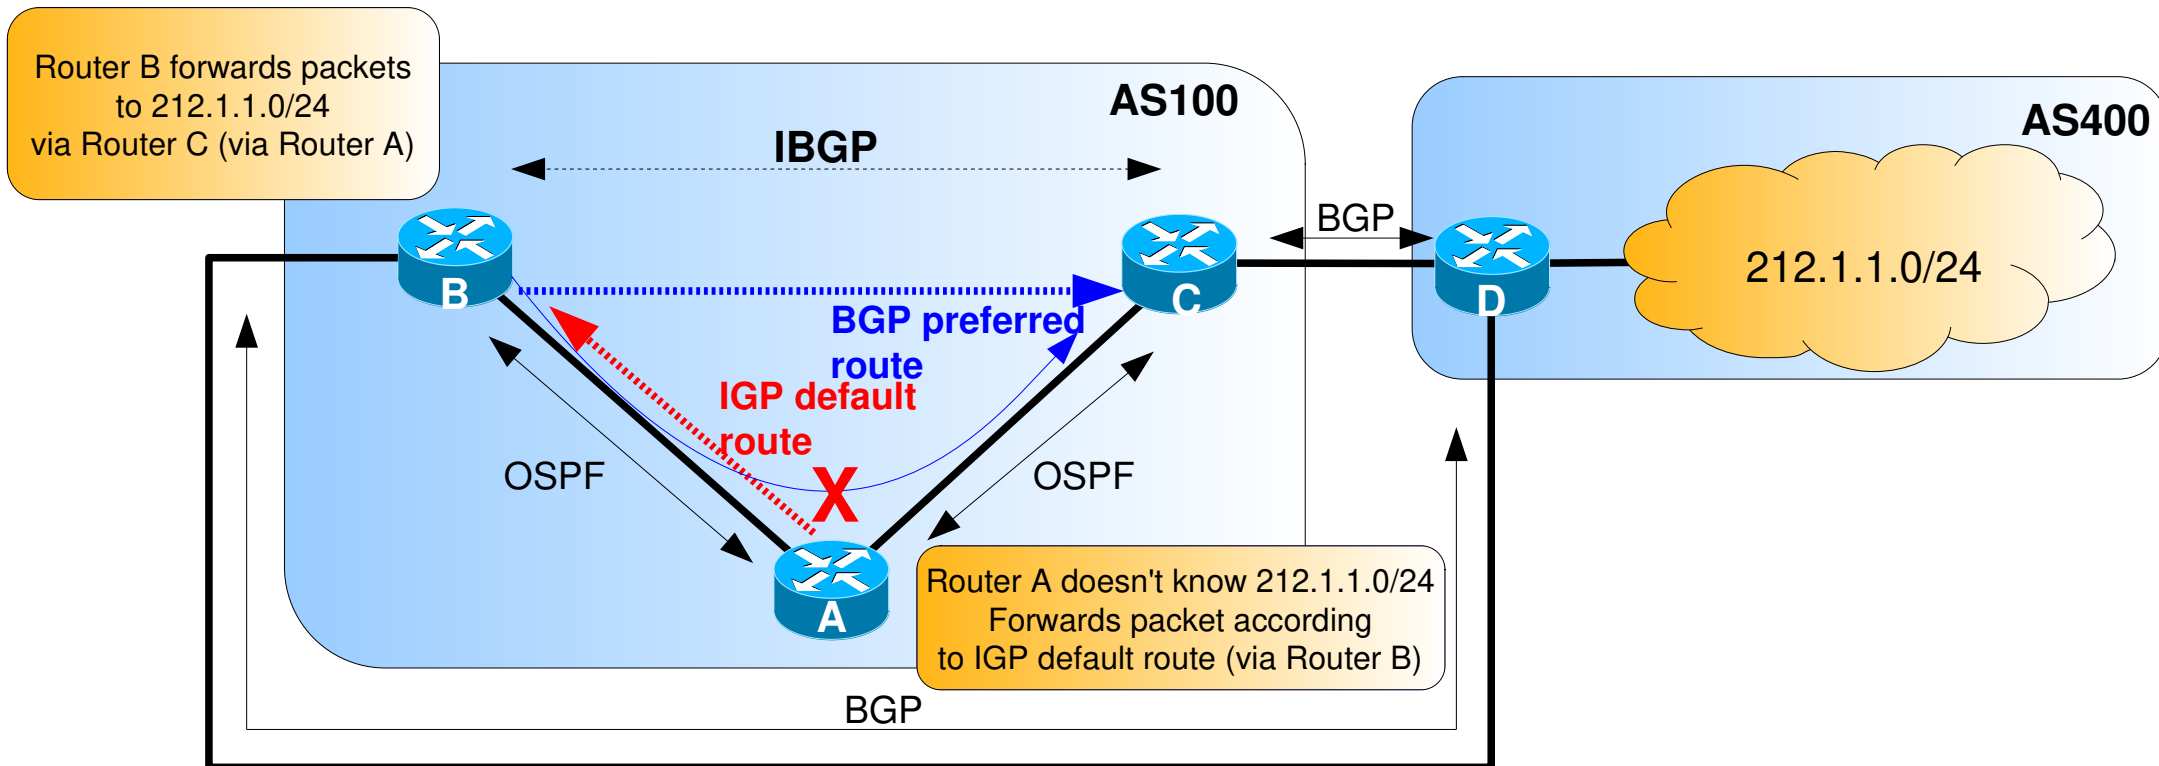 Router B forwards packets
to 212.1.1.0/24
via Router C (via Router A)
AS100
AS400
IBGP
BGP
B
C
D
212.1.1.0/24
BGP preferred
route
IGP default
route
OSPF
OSPF
X
A
Router A doesn't know 212.1.1.0/24
Forwards packet according
to IGP default route (via Router B)
BGP